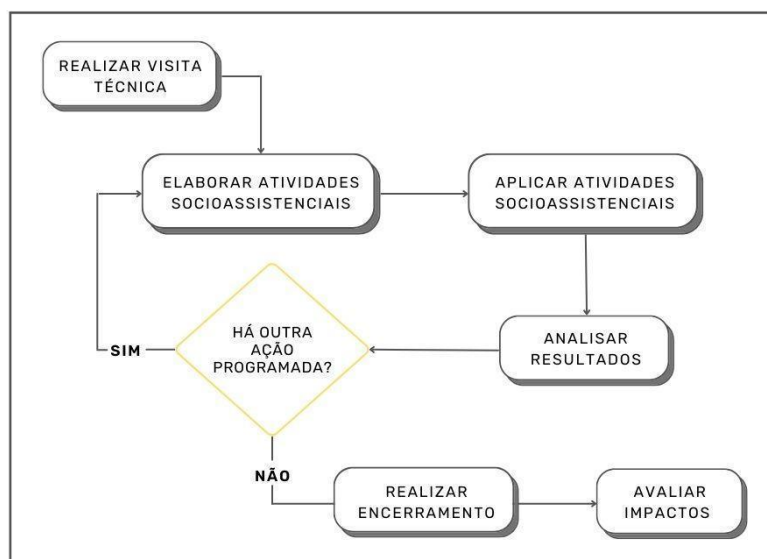 REALIZAR VISITA
TÉCNICA
ELABORAR ATIVIDADES
SOCIOASSISTENCIAIS
APLICAR ATIVIDADES
SOCIOASSISTENCIAIS
ANALISAR
RESULTADOS
HÁ OUTRA
AÇÃO
PROGRAMADA?
SIM
NÃO
REALIZAR
ENCERRAMENTO
AVALIAR
IMPACTOS